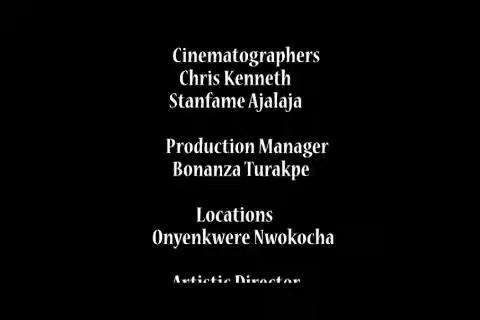 Cinematographers
Chris Kenneth
Stanfame Ajalaja
Production Manager
Bonanza Turakpe
Locations
Onyenkwere Nwokocha
Artistic Director